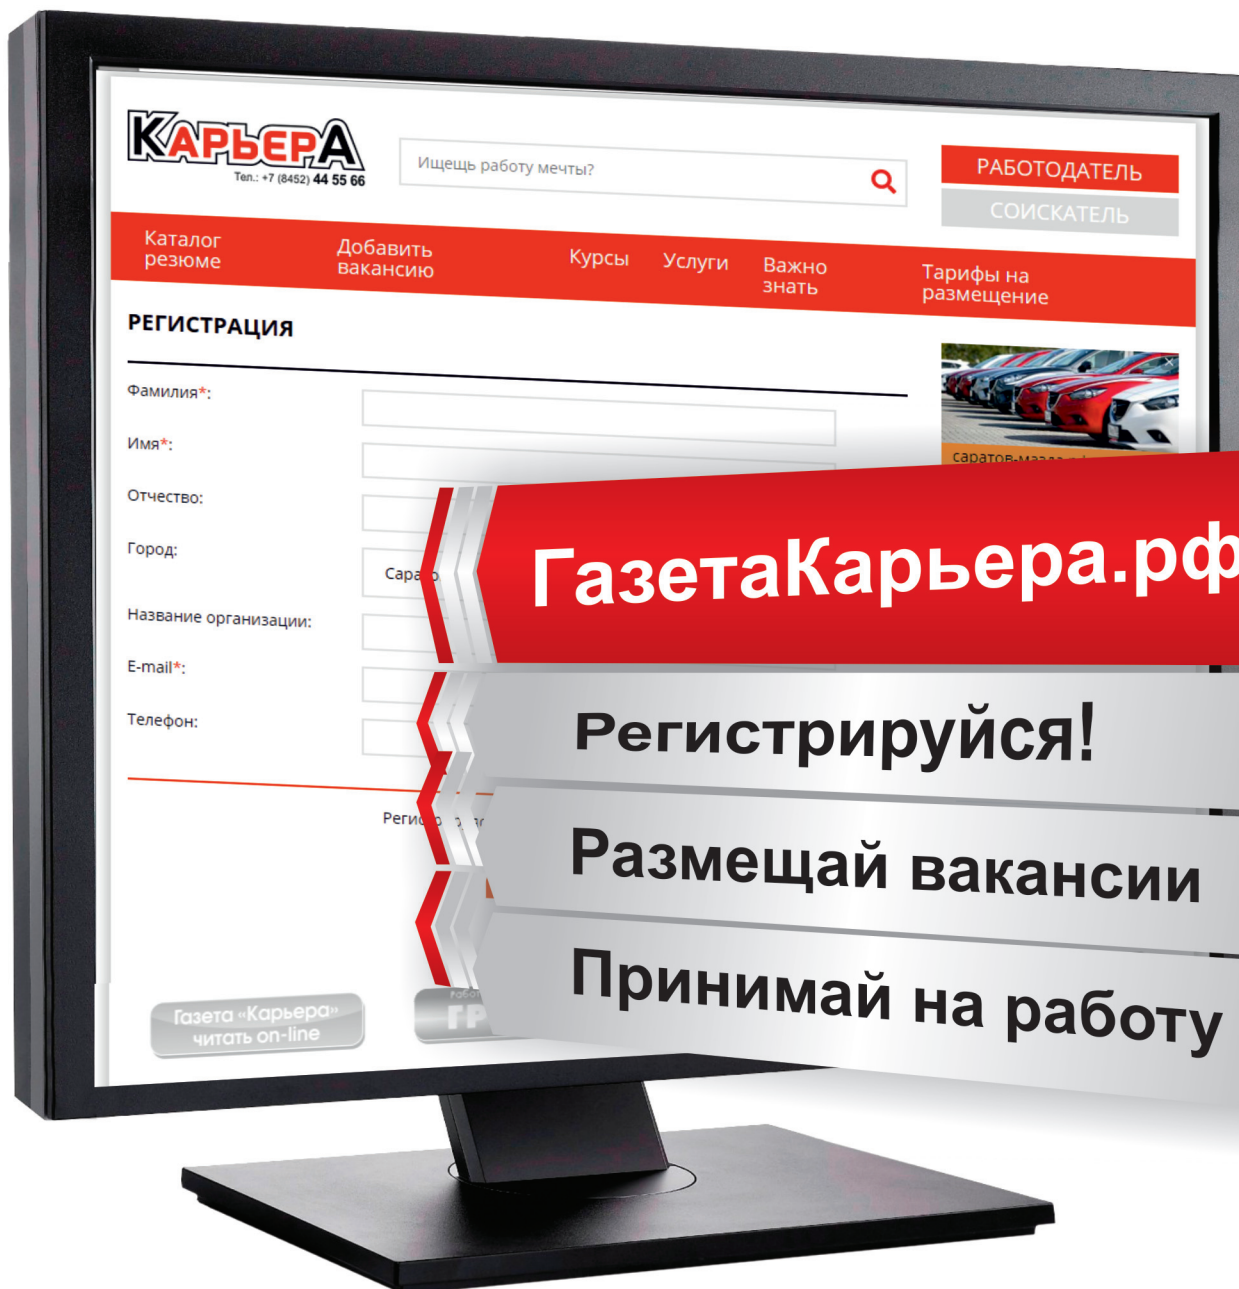 КАРЬЕРА
Тел.: +7 (8452) 44 55 66
Ищещь работу мечты?
РАБОТОДАТЕЛЬ
СОИСКАТЕЛЬ
Каталог
резюме
Добавить
вакансию
Курсы
Услуги
Важно
знать
Тарифы на
размещение
РЕГИСТРАЦИЯ
Фамилия*:
Имя*:
Отчество:
Город:
Название организации:
E-mail*:
Телефон:
ГазетаКарьера.рф
Регистрируйся!
Размещай вакансии
Принимай на работу
Газета «Карьера»
читать on-line